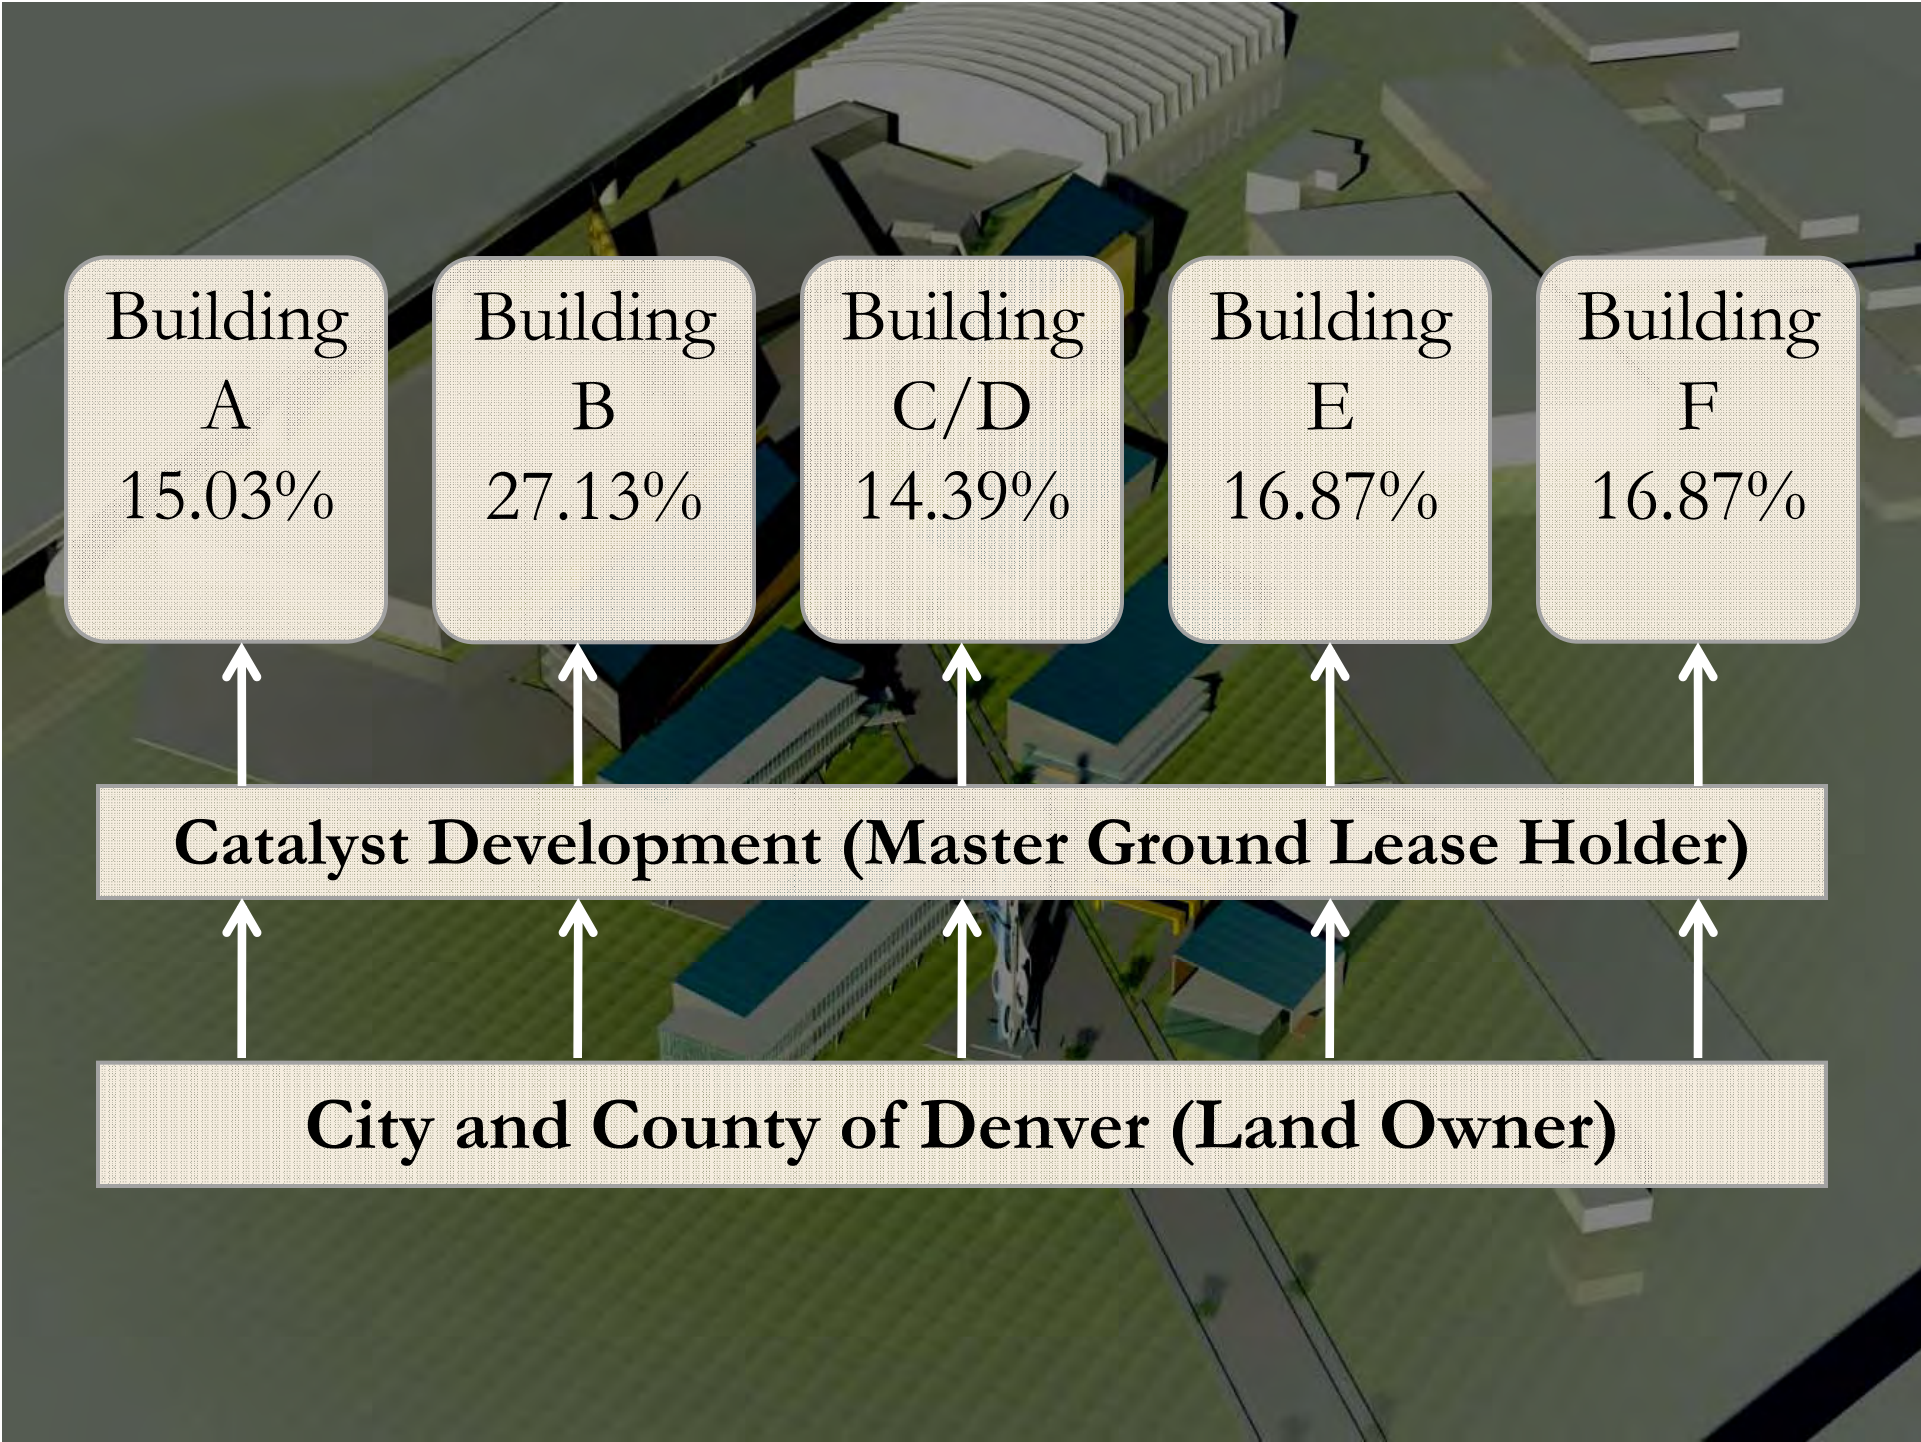 Building
A
15.03%
Building
B
27.13%
Building
C/D
14.39%
Building
E
16.87%
Building
F
16.87%
Catalyst Development (Master Ground Lease Holder)
City and County of Denver (Land Owner)